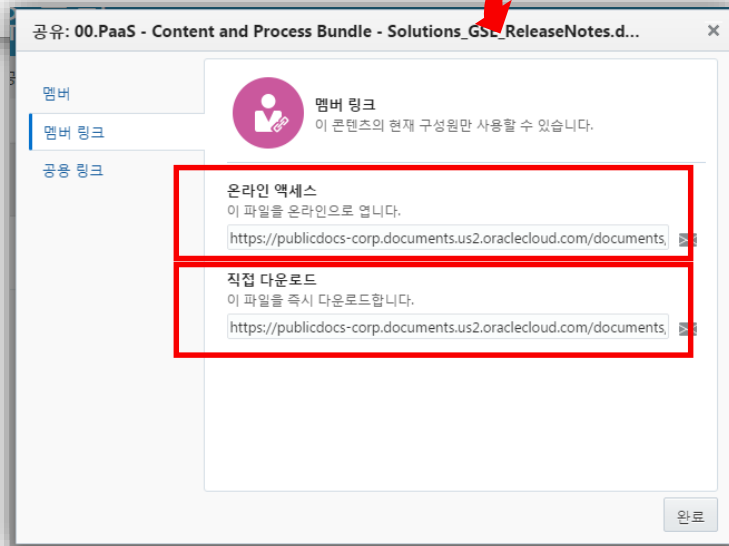 공유: 00.PaaS - Content and Process Bundle - Solutions_GSE_ReleaseNotes.d...
멤버
멤버 링크
공용 링크
멤버 링크
이 콘텐츠의 현재 구성원만 사용할 수 있습니다.
온라인 액세스
이 파일을 온라인으로 엽니다.
https://publicdocs-corp.documents.us2.oraclecloud.com/documents,
직접 다운로드
이 파일을 즉시 다운로드합니다.
https://publicdocs-corp.documents.us2.oraclecloud.com/documents,
완료